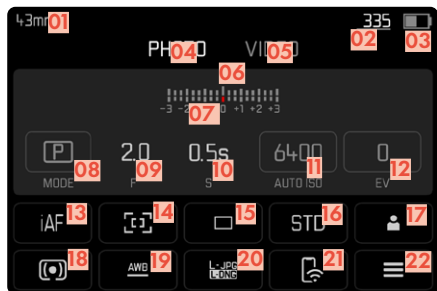 43mm 01 335 02 03
PHOTO 04 VIDEO 05
06
07
-3 -2 0 +1 +2 +3
P 08 2.0 0.5s 6400 0
MODE F 09 S 10 AUTO ISO 11 EV 12
iAF 13 14 15 STD 16 17
18 AWB 19 L-JPG L-DNG 20 21 22